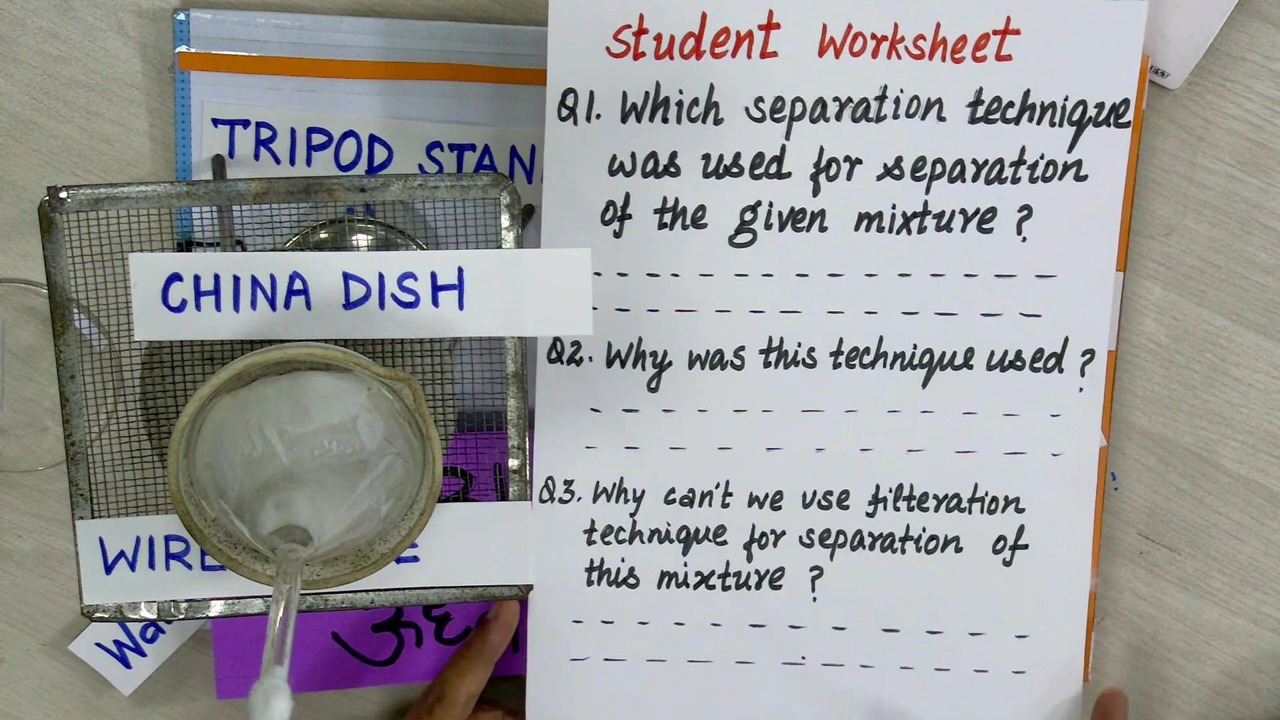 TRIPOD STAN
CHINA DISH
WIRE
Wa
Student Worksheet
Q1. Which separation technique
was used for separation
of the given mixture ?
Q2. Why was this technique used ?
Q3. Why can't we use filteration
technique for separation of
this mixture ?